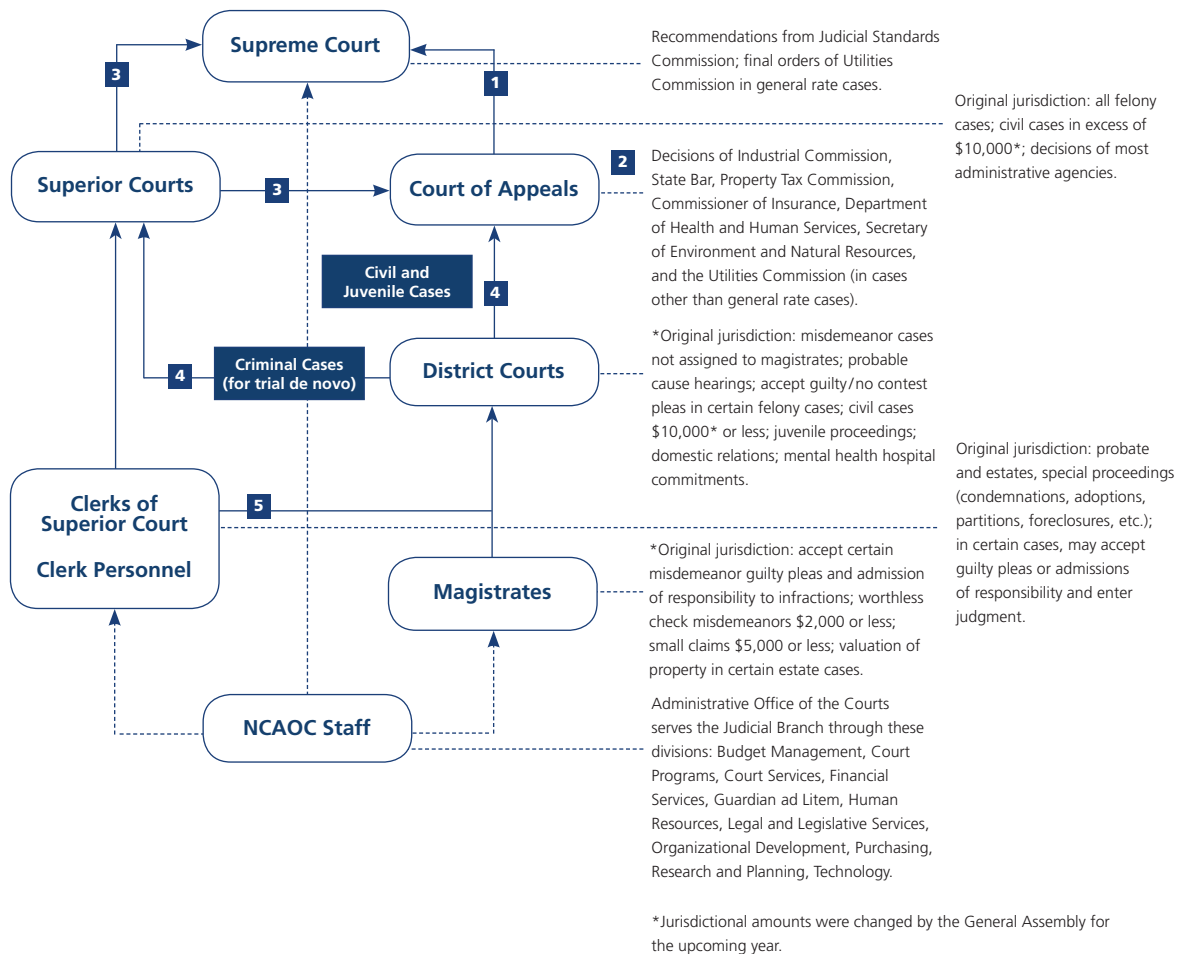 Supreme Court
3
1
Recommendations from Judicial Standards
Commission; final orders of Utilities
Commission in general rate cases.
Original jurisdiction: all felony
cases; civil cases in excess of
$10,000*; decisions of most
administrative agencies.
Superior Courts
3
Court of Appeals
2
Decisions of Industrial Commission,
State Bar, Property Tax Commission,
Commissioner of Insurance, Department
of Health and Human Services, Secretary
of Environment and Natural Resources,
and the Utilities Commission (in cases
other than general rate cases).
Civil and
Juvenile Cases
4
4
Criminal Cases
(for trial de novo)
District Courts
*Original jurisdiction: misdemeanor cases
not assigned to magistrates; probable
cause hearings; accept guilty/no contest
pleas in certain felony cases; civil cases
$10,000* or less; juvenile proceedings;
domestic relations; mental health hospital
commitments.
Original jurisdiction: probate
and estates, special proceedings
(condemnations, adoptions,
partitions, foreclosures, etc.);
in certain cases, may accept
guilty pleas or admissions
of responsibility and enter
judgment.
Clerks of
Superior Court
Clerk Personnel
5
Magistrates
*Original jurisdiction: accept certain
misdemeanor guilty pleas and admission
of responsibility to infractions; worthless
check misdemeanors $2,000 or less;
small claims $5,000 or less; valuation of
property in certain estate cases.
NCAOC Staff
Administrative Office of the Courts
serves the Judicial Branch through these
divisions: Budget Management, Court
Programs, Court Services, Financial
Services, Guardian ad Litem, Human
Resources, Legal and Legislative Services,
Organizational Development, Purchasing,
Research and Planning, Technology.
*Jurisdictional amounts were changed by the General Assembly for
the upcoming year.